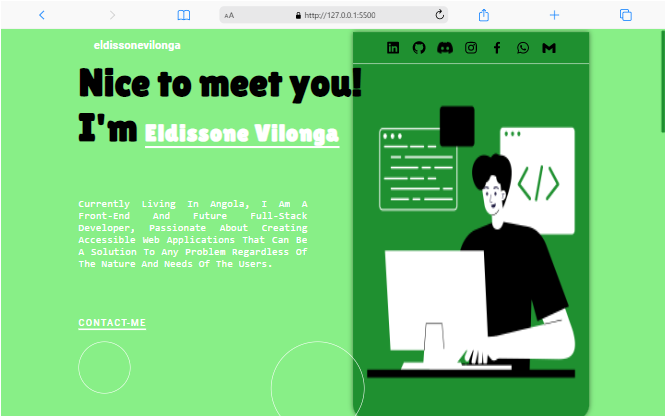 AA
http://127.0.0.1:5500
eldissonevilonga
Nice to meet you!
I'm Eldissone Vilonga
Currently Living In Angola, I Am A
Front-End And Future Full-Stack
Developer, Passionate About Creating
Accessible Web Applications That Can Be
A Solution To Any Problem Regardless Of
The Nature And Needs Of The Users.
CONTACT-ME
</>